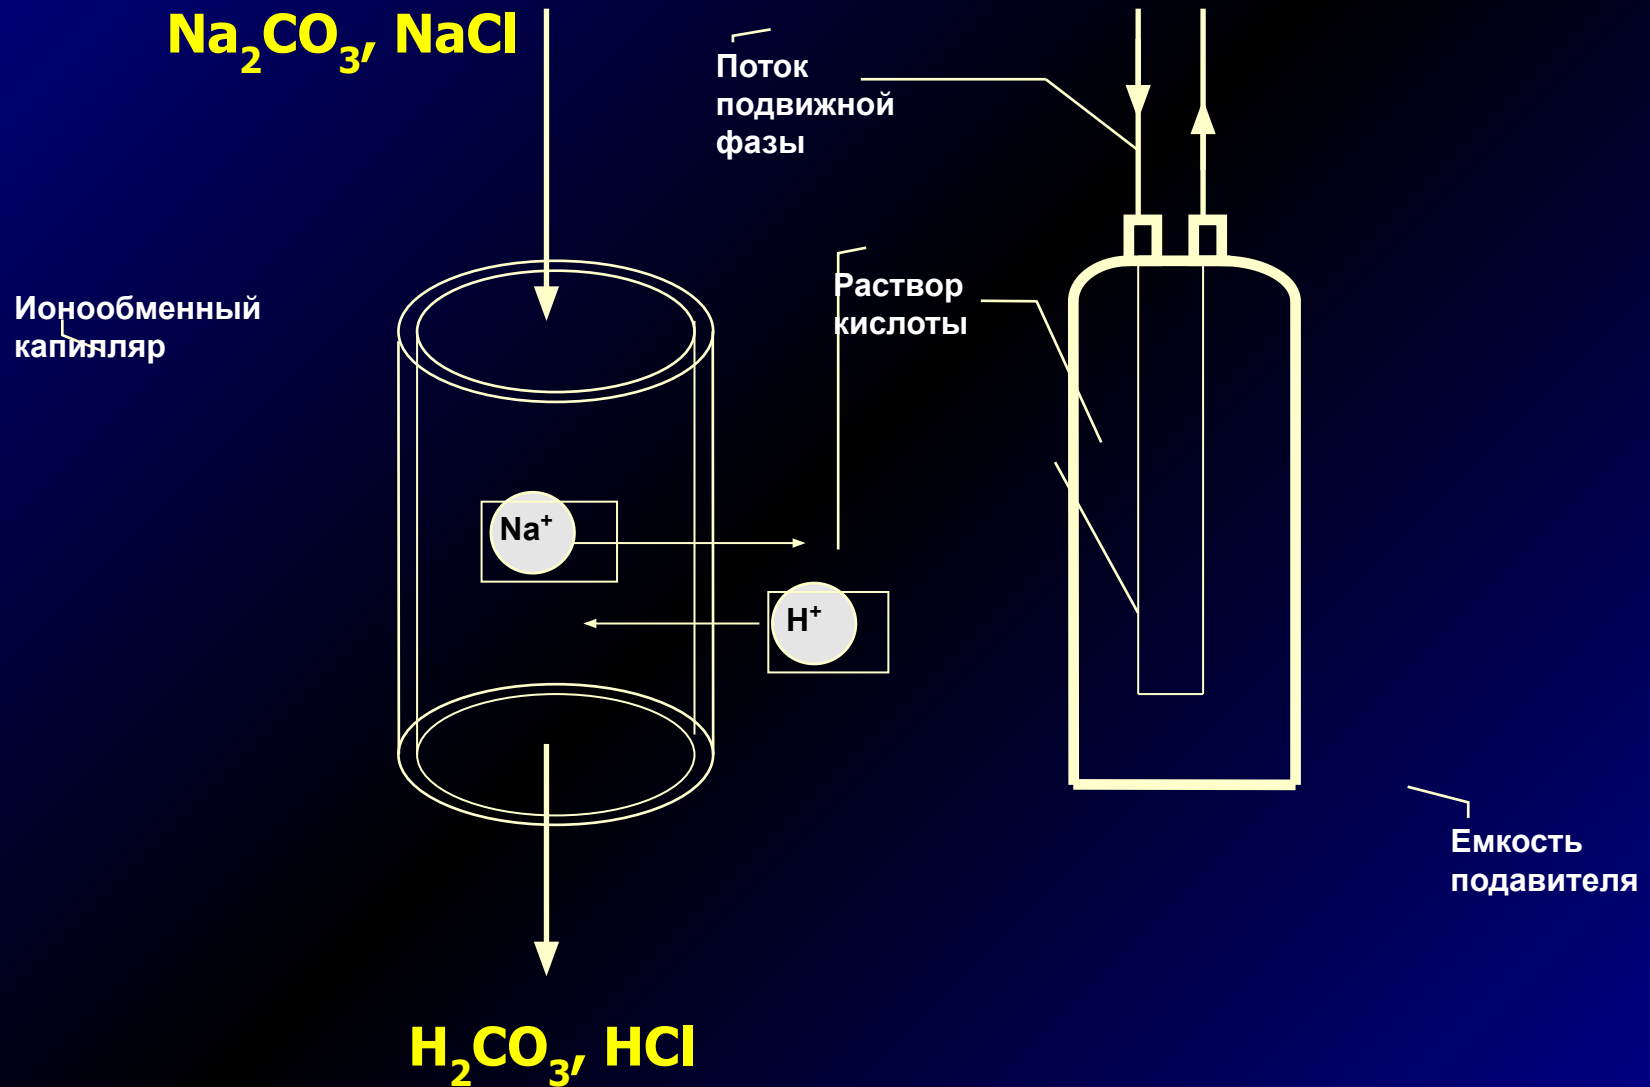 Na₂CO₃, NaCl
Поток
подвижной
фазы
Ионообменный
капилляр
Раствор
кислоты
Na⁺
H⁺
Емкость
подавителя
H₂CO₃, HCl